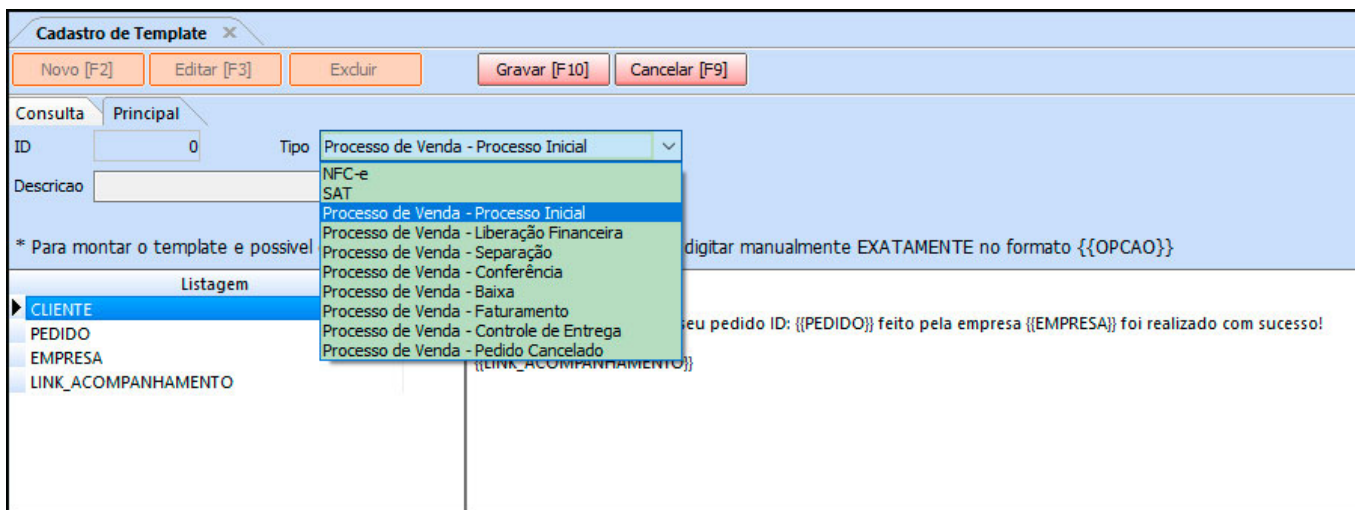 Cadastro de Template
Novo [F2] Editar [F3] Excluir Gravar [F10] Cancelar [F9]
Consulta Principal
ID 0 Tipo Processo de Venda - Processo Inicial
NFC-e
Descricao
SAT
Processo de Venda - Processo Inicial
Processo de Venda - Liberação Financeira
* Para montar o template e possivel digitar manualmente EXATAMENTE no formato {{OPCAO}}
Processo de Venda - Separação
Processo de Venda - Conferência
Processo de Venda - Baixa
Processo de Venda - Faturamento
Processo de Venda - Controle de Entrega
Processo de Venda - Pedido Cancelado
Listagem
CLIENTE
PEDIDO
EMPRESA
LINK_ACOMPANHAMENTO
seu pedido ID: {{PEDIDO}} feito pela empresa {{EMPRESA}} foi realizado com sucesso!
{{LINK_ACOMPANHAMENTO}}